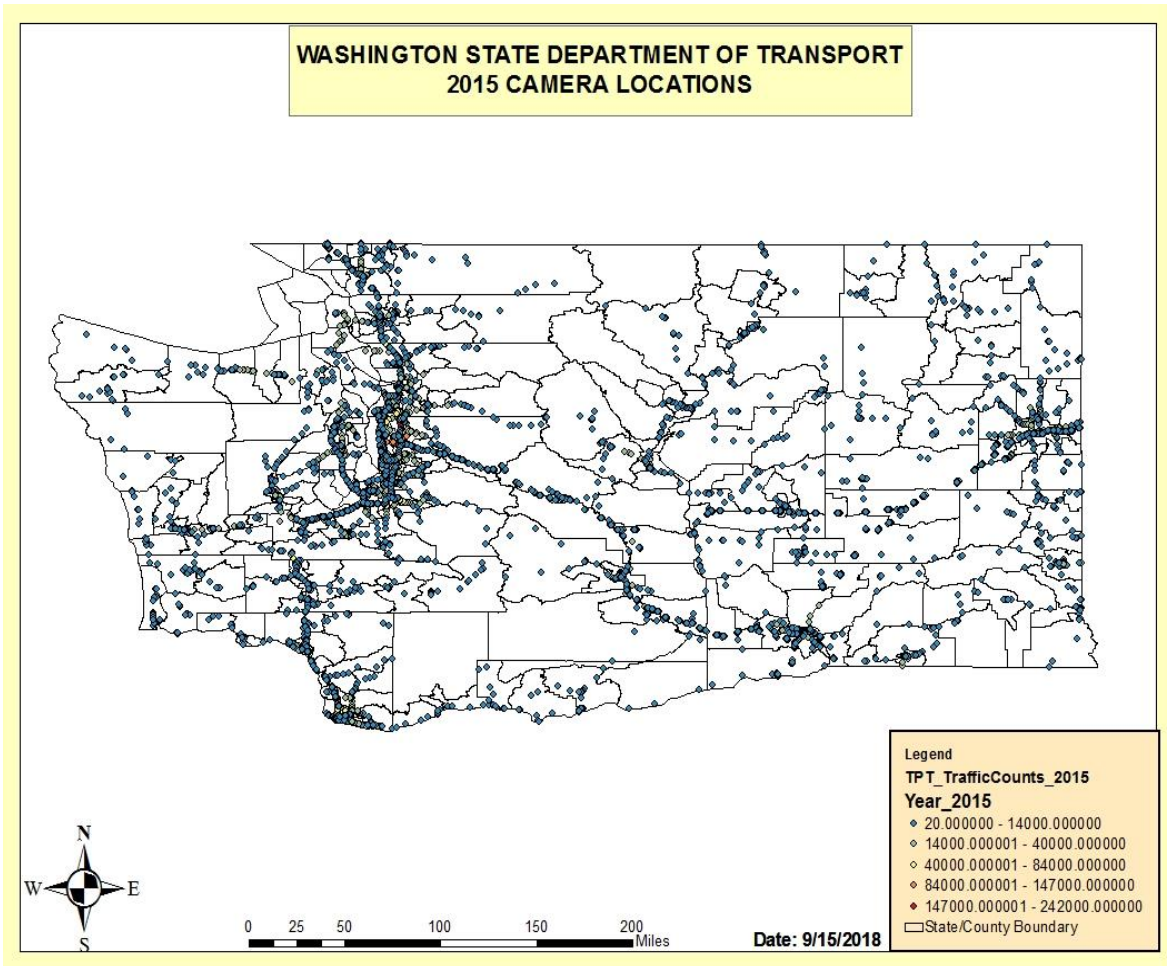 WASHINGTON STATE DEPARTMENT OF TRANSPORT
2015 CAMERA LOCATIONS
Legend
TPT_TrafficCounts_2015
Year_2015
20.000000 - 14000.000000
14000.000001 - 40000.000000
40000.000001 - 84000.000000
84000.000001 - 147000.000000
147000.000001 - 242000.000000
State/County Boundary
N
W E
S
0 25 50 100 150 200
Miles
Date: 9/15/2018